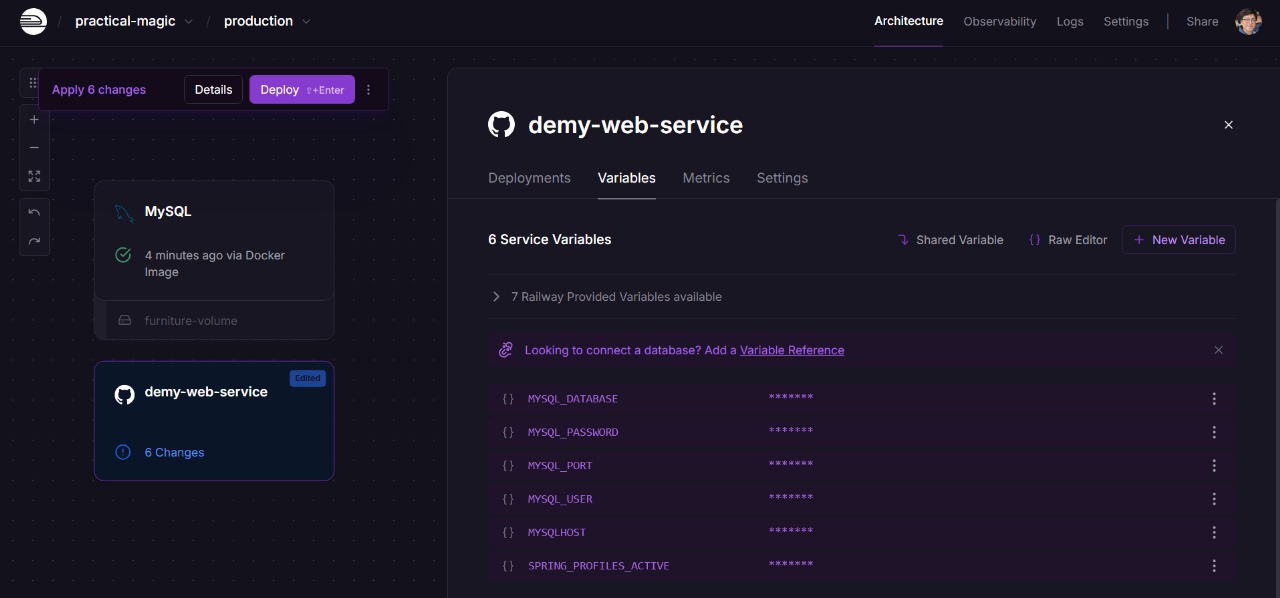 practical-magic / production
Architecture Observability Logs Settings Share
Apply 6 changes Details Deploy ⇧+Enter
MySQL
4 minutes ago via Docker
Image
furniture-volume
demy-web-service
Edited
6 Changes
demy-web-service
Deployments Variables Metrics Settings
6 Service Variables Shared Variable {} Raw Editor + New Variable
7 Railway Provided Variables available
Looking to connect a database? Add a Variable Reference
{} MYSQL_DATABASE *******
{} MYSQL_PASSWORD *******
{} MYSQL_PORT *******
{} MYSQL_USER *******
{} MYSQLHOST *******
{} SPRING_PROFILES_ACTIVE *******